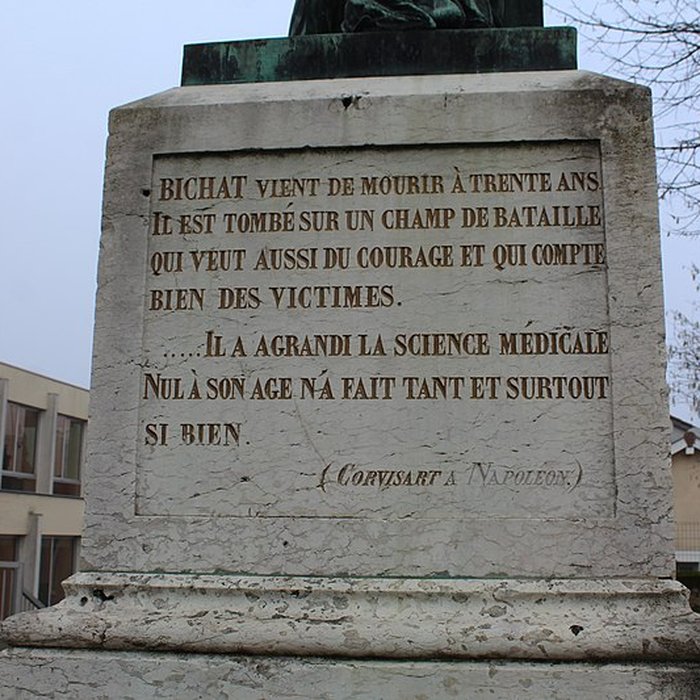 BICHAT VIENT DE MOURIR À TRENTE ANS.
IL EST TOMBÉ SUR UN CHAMP DE BATAILLE
QUI VEUT AUSSI DU COURAGE ET QUI COMPTE
BIEN DES VICTIMES.
.....IL A AGRANDI LA SCIENCE MEDICALE
NUL À SON AGE N'A FAIT TANT ET SURTOUT
SI BIEN.
(CORVISART A NAPOLÉON.)